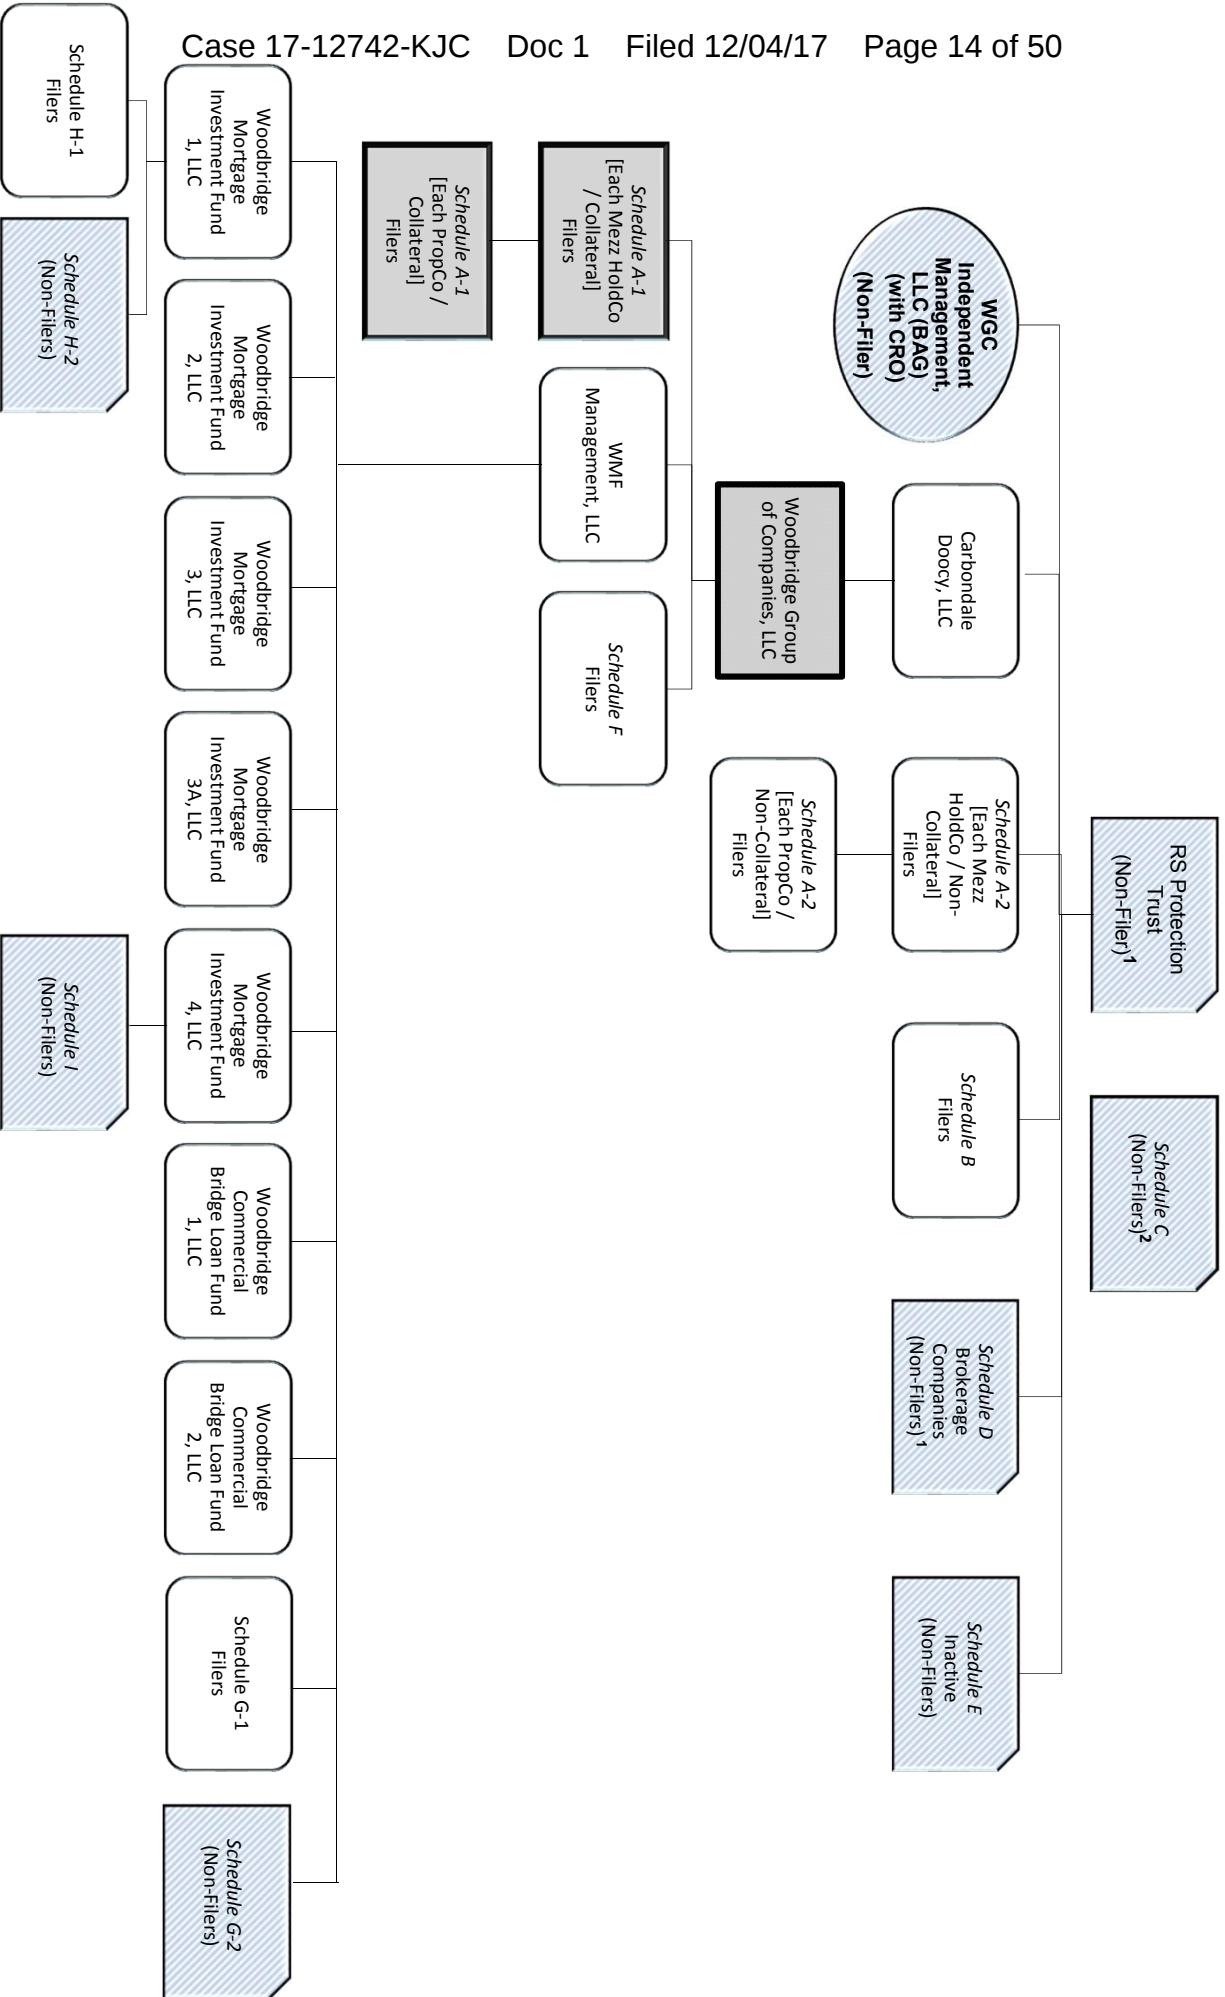 Case 17-12742-KJC Doc 1 Filed 12/04/17 Page 14 of 50
RS Protection
Trust
(Non-Filer)¹
Schedule C
(Non-Filers)²
WGC
Independent
Management,
LLC (BAG)
(with CRO)
(Non-Filer)
Carbondale
Doocy, LLC
Schedule A-2
[Each Mezz
HoldCo / Non-
Collateral]
Filers
Schedule B
Filers
Schedule D
Brokerage
Companies
(Non-Filers) ¹
Schedule E
Inactive
(Non-Filers)
Woodbridge Group
of Companies, LLC
Schedule A-2
[Each PropCo /
Non-Collateral]
Filers
Schedule A-1
[Each Mezz HoldCo
/ Collateral]
Filers
WMF
Management, LLC
Schedule F
Filers
Schedule A-1
[Each PropCo /
Collateral]
Filers
Woodbridge
Mortgage
Investment Fund
1, LLC
Woodbridge
Mortgage
Investment Fund
2, LLC
Woodbridge
Mortgage
Investment Fund
3, LLC
Woodbridge
Mortgage
Investment Fund
3A, LLC
Woodbridge
Mortgage
Investment Fund
4, LLC
Woodbridge
Commercial
Bridge Loan Fund
1, LLC
Woodbridge
Commercial
Bridge Loan Fund
2, LLC
Schedule G-1
Filers
Schedule G-2
(Non-Filers)
Schedule H-1
Filers
Schedule H-2
(Non-Filers)
Schedule I
(Non-Filers)